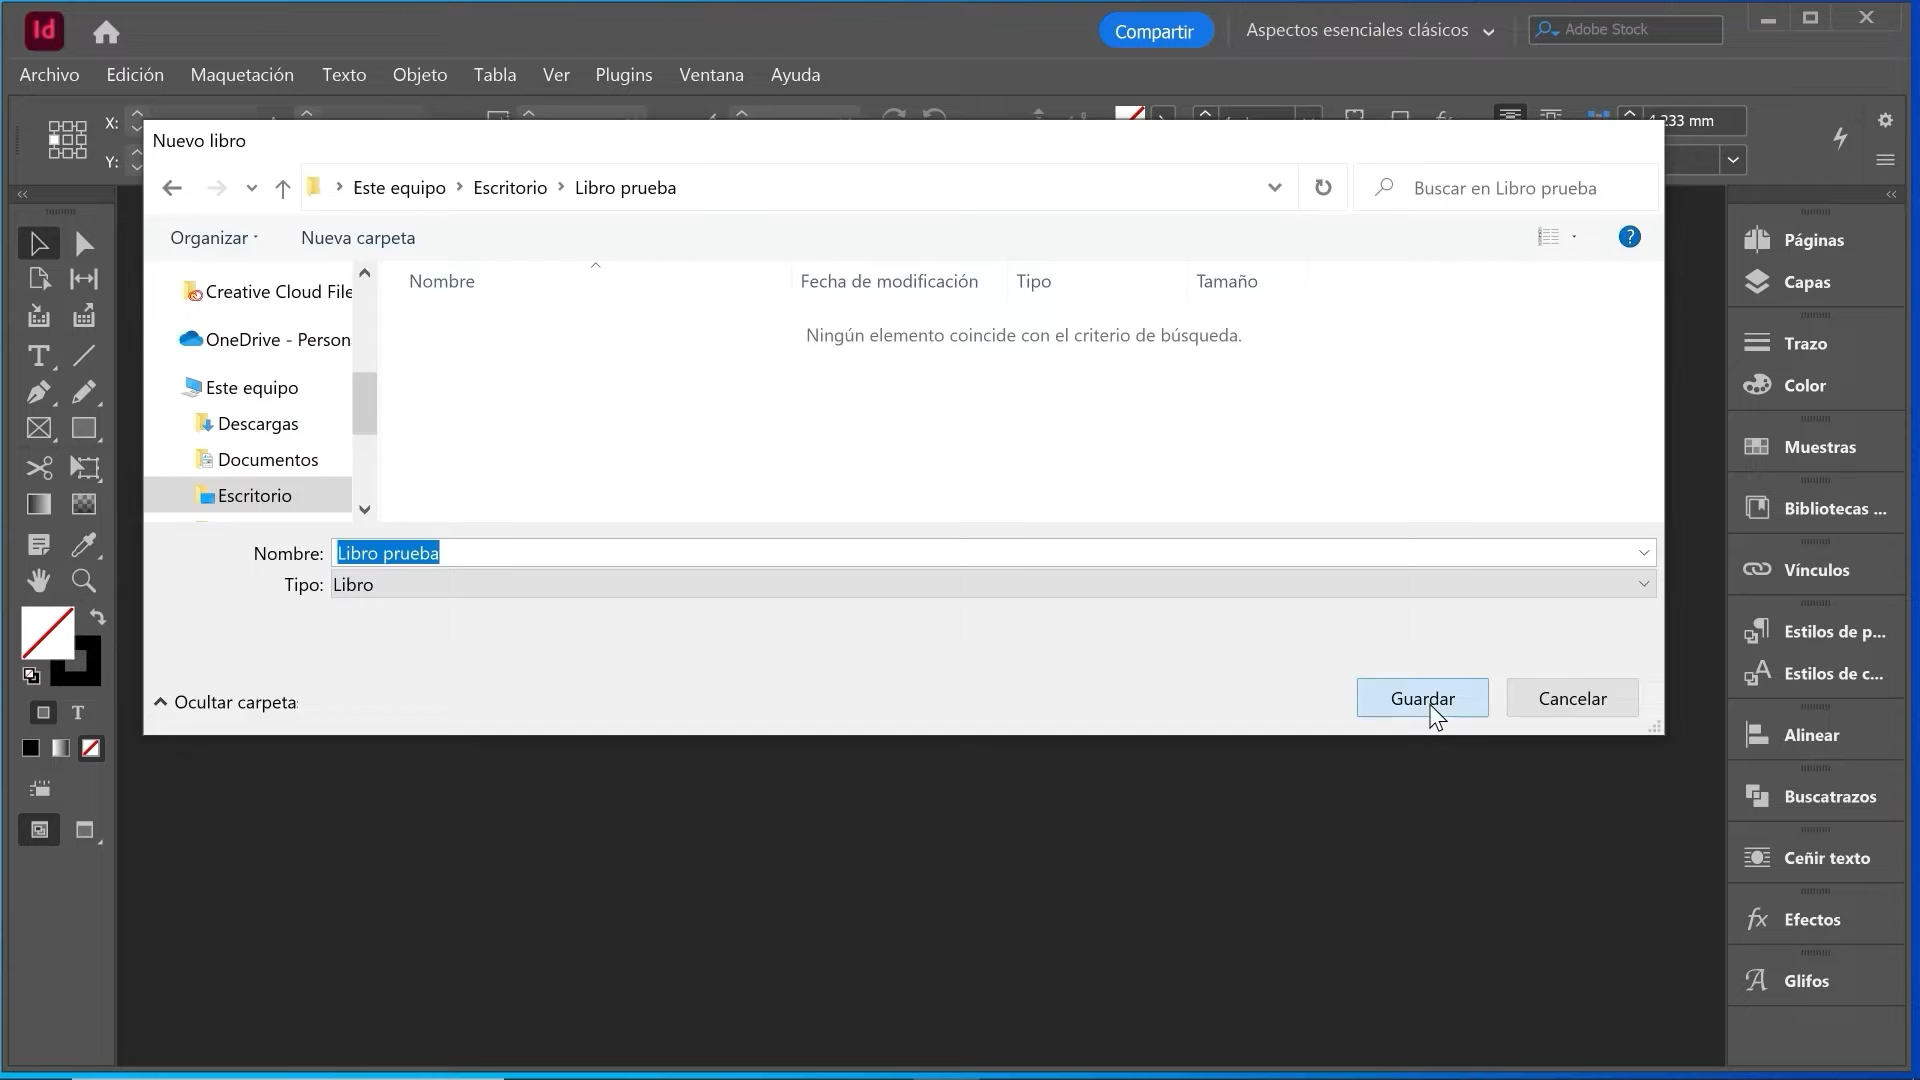 Id
Compartir
Aspectos esenciales clásicos
Adobe Stock
Archivo Edición Maquetación Texto Objeto Tabla Ver Plugins Ventana Ayuda
X:
4,233 mm
Y:
Nuevo libro
Este equipo > Escritorio > Libro prueba
Buscar en Libro prueba
Organizar
Nueva carpeta
Nombre
Fecha de modificación
Tipo
Tamaño
Ningún elemento coincide con el criterio de búsqueda.
Creative Cloud File
OneDrive - Person
Este equipo
Descargas
Documentos
Escritorio
Nombre: Libro prueba
Tipo: Libro
Ocultar carpeta
Guardar
Cancelar
Páginas
Capas
Trazo
Color
Muestras
Bibliotecas ...
Vínculos
Estilos de p...
Estilos de c...
Alinear
Buscatrazos
Ceñir texto
Efectos
Glifos